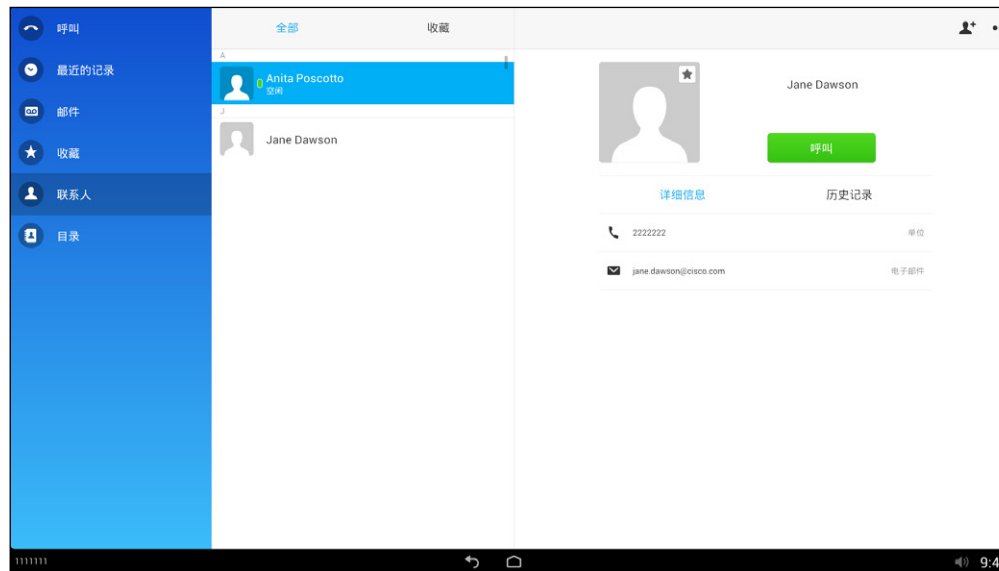 呼叫
最近的记录
邮件
收藏
联系人
目录
全部 收藏
A
Anita Poscotto
空闲
J
Jane Dawson
Jane Dawson
呼叫
详细信息 历史记录
2222222 单位
jane.dawson@cisco.com 电子邮件
1111111
9:4